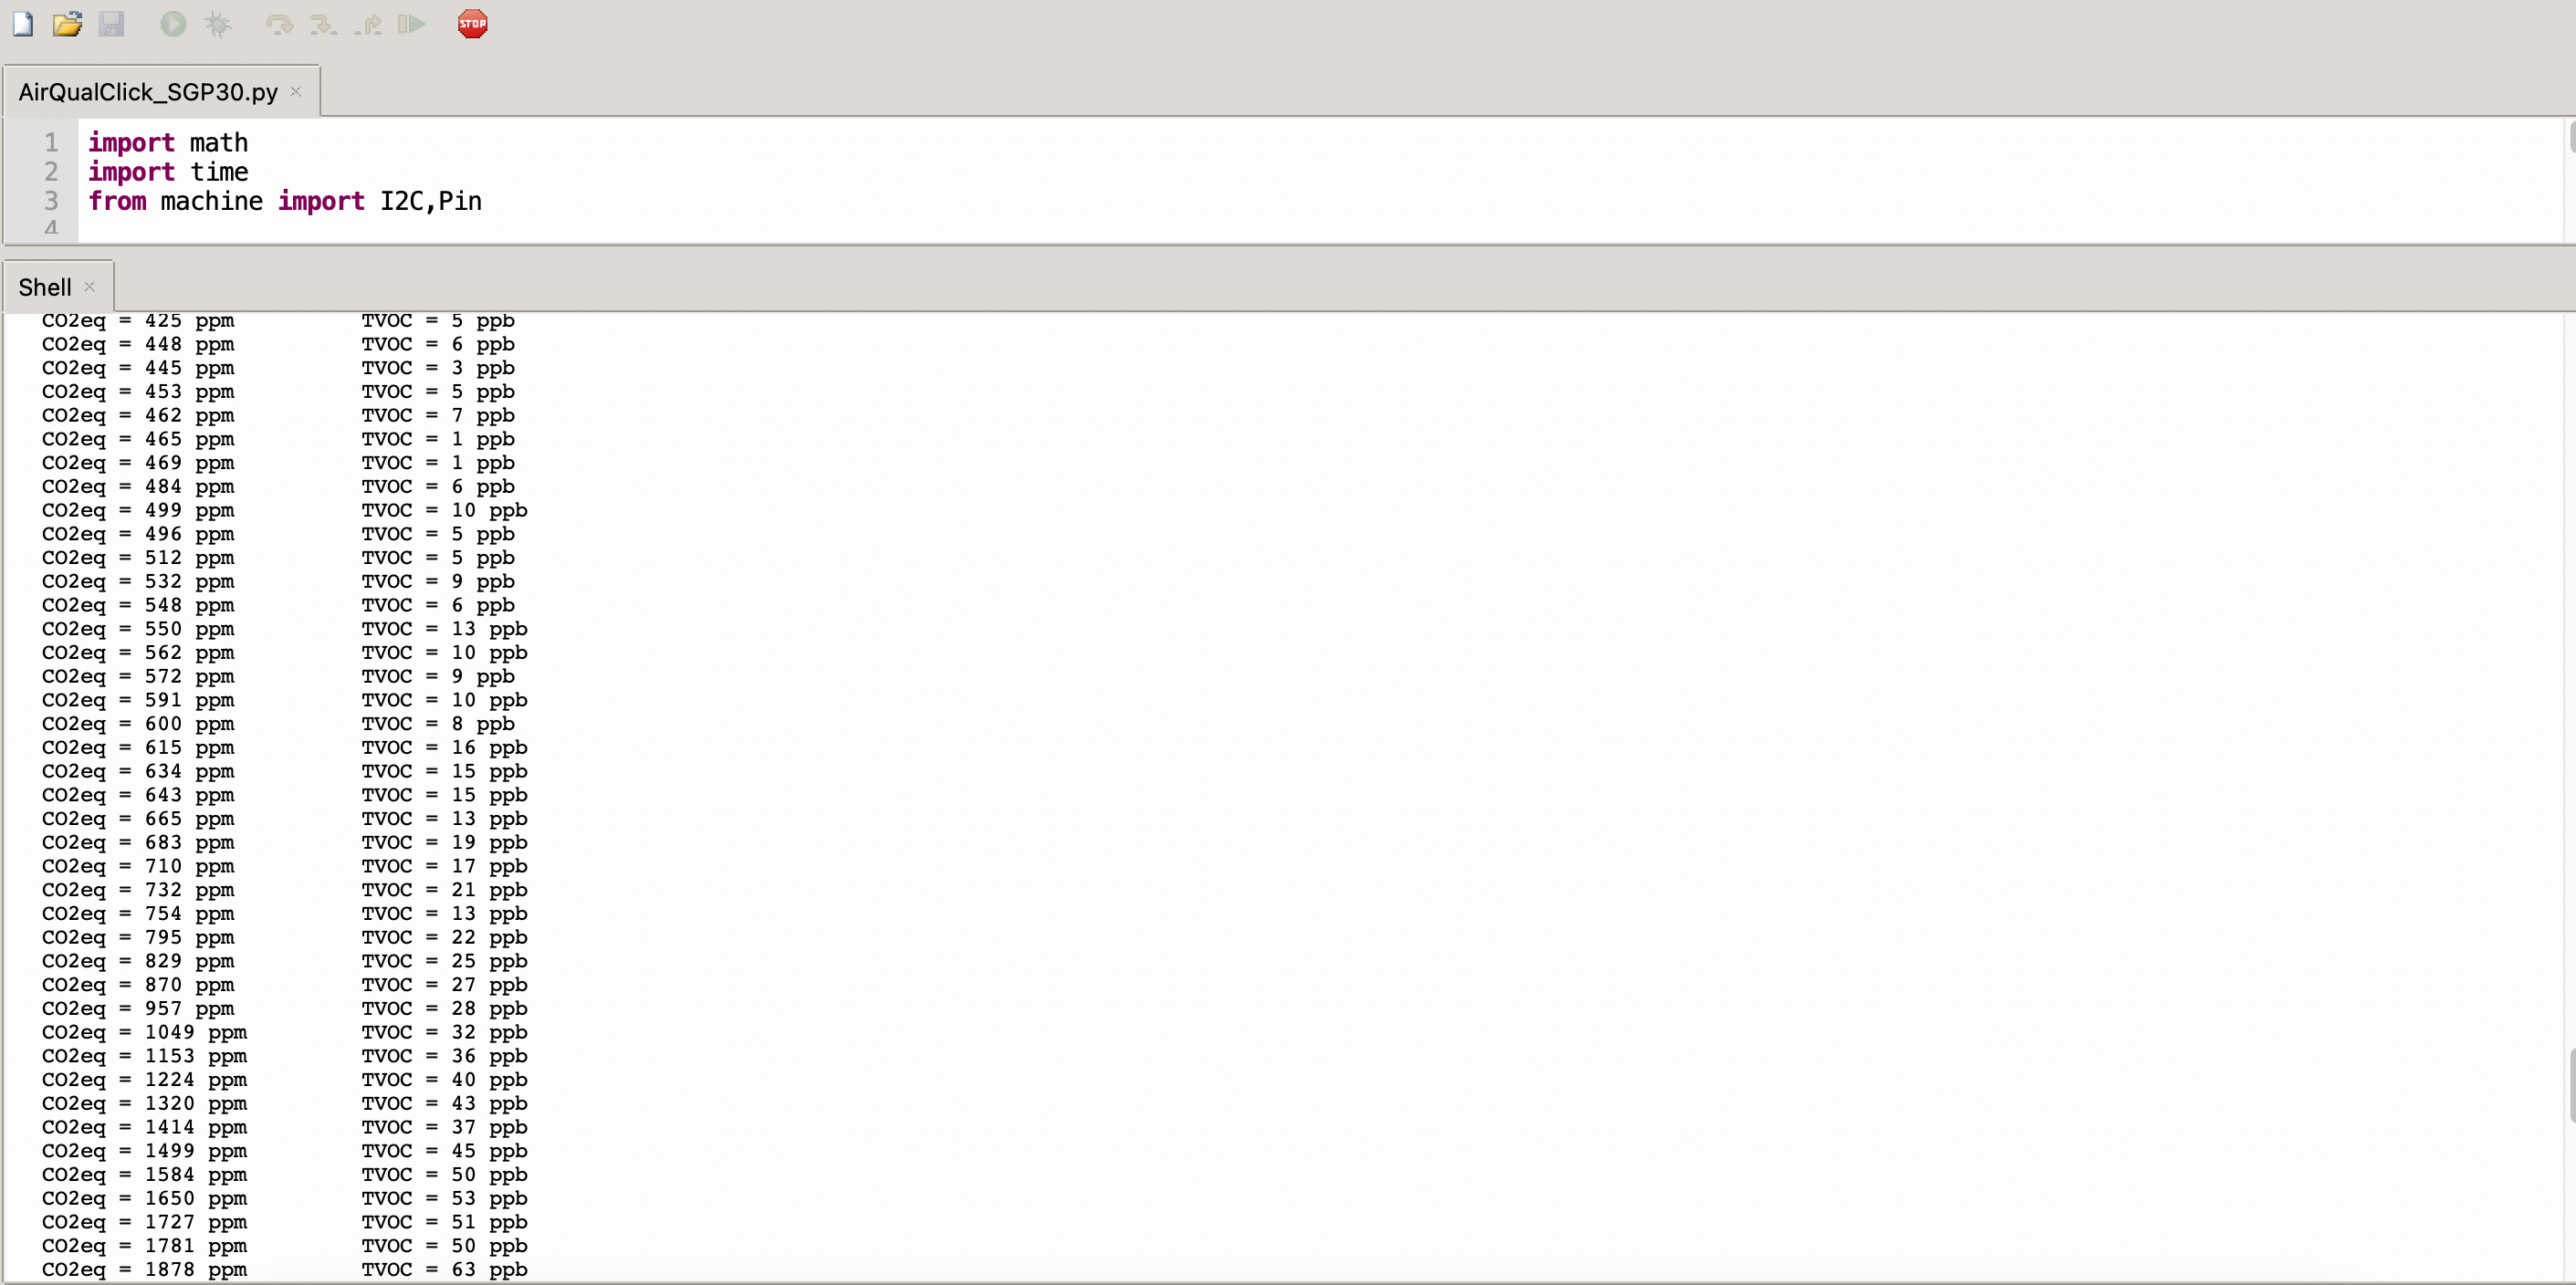 STOP
AirQualClick_SGP30.py ×
1 import math
2 import time
3 from machine import I2C,Pin
4
Shell ×
CO2eq = 425 ppm TVOC = 5 ppb
CO2eq = 448 ppm TVOC = 6 ppb
CO2eq = 445 ppm TVOC = 3 ppb
CO2eq = 453 ppm TVOC = 5 ppb
CO2eq = 462 ppm TVOC = 7 ppb
CO2eq = 465 ppm TVOC = 1 ppb
CO2eq = 469 ppm TVOC = 1 ppb
CO2eq = 484 ppm TVOC = 6 ppb
CO2eq = 499 ppm TVOC = 10 ppb
CO2eq = 496 ppm TVOC = 5 ppb
CO2eq = 512 ppm TVOC = 5 ppb
CO2eq = 532 ppm TVOC = 9 ppb
CO2eq = 548 ppm TVOC = 6 ppb
CO2eq = 550 ppm TVOC = 13 ppb
CO2eq = 562 ppm TVOC = 10 ppb
CO2eq = 572 ppm TVOC = 9 ppb
CO2eq = 591 ppm TVOC = 10 ppb
CO2eq = 600 ppm TVOC = 8 ppb
CO2eq = 615 ppm TVOC = 16 ppb
CO2eq = 634 ppm TVOC = 15 ppb
CO2eq = 643 ppm TVOC = 15 ppb
CO2eq = 665 ppm TVOC = 13 ppb
CO2eq = 683 ppm TVOC = 19 ppb
CO2eq = 710 ppm TVOC = 17 ppb
CO2eq = 732 ppm TVOC = 21 ppb
CO2eq = 754 ppm TVOC = 13 ppb
CO2eq = 795 ppm TVOC = 22 ppb
CO2eq = 829 ppm TVOC = 25 ppb
CO2eq = 870 ppm TVOC = 27 ppb
CO2eq = 957 ppm TVOC = 28 ppb
CO2eq = 1049 ppm TVOC = 32 ppb
CO2eq = 1153 ppm TVOC = 36 ppb
CO2eq = 1224 ppm TVOC = 40 ppb
CO2eq = 1320 ppm TVOC = 43 ppb
CO2eq = 1414 ppm TVOC = 37 ppb
CO2eq = 1499 ppm TVOC = 45 ppb
CO2eq = 1584 ppm TVOC = 50 ppb
CO2eq = 1650 ppm TVOC = 53 ppb
CO2eq = 1727 ppm TVOC = 51 ppb
CO2eq = 1781 ppm TVOC = 50 ppb
CO2eq = 1878 ppm TVOC = 63 ppb